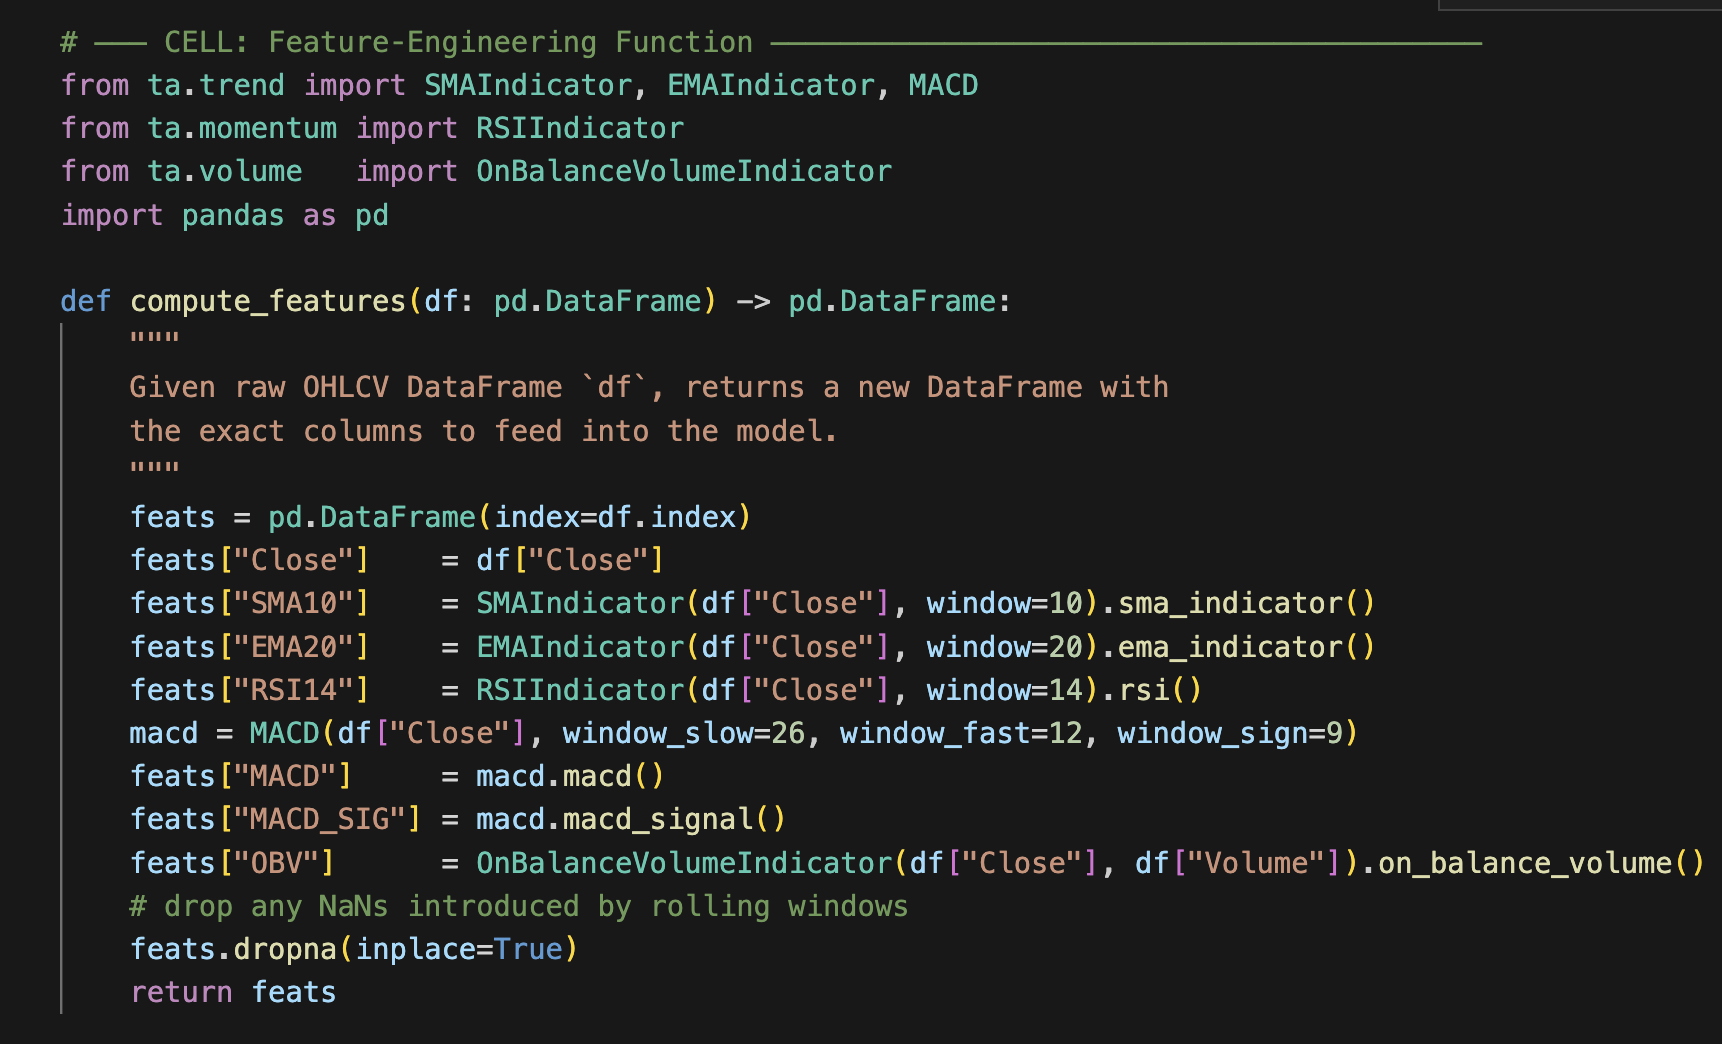 # —— CELL: Feature-Engineering Function ————————————————————————————————————————
from ta.trend import SMAIndicator, EMAIndicator, MACD
from ta.momentum import RSIIndicator
from ta.volume   import OnBalanceVolumeIndicator
import pandas as pd

def compute_features(df: pd.DataFrame) -> pd.DataFrame:
    """
    Given raw OHLCV DataFrame `df`, returns a new DataFrame with
    the exact columns to feed into the model.
    """
    feats = pd.DataFrame(index=df.index)
    feats["Close"]    = df["Close"]
    feats["SMA10"]    = SMAIndicator(df["Close"], window=10).sma_indicator()
    feats["EMA20"]    = EMAIndicator(df["Close"], window=20).ema_indicator()
    feats["RSI14"]    = RSIIndicator(df["Close"], window=14).rsi()
    macd = MACD(df["Close"], window_slow=26, window_fast=12, window_sign=9)
    feats["MACD"]     = macd.macd()
    feats["MACD_SIG"] = macd.macd_signal()
    feats["OBV"]      = OnBalanceVolumeIndicator(df["Close"], df["Volume"]).on_balance_volume()
    # drop any NaNs introduced by rolling windows
    feats.dropna(inplace=True)
    return feats